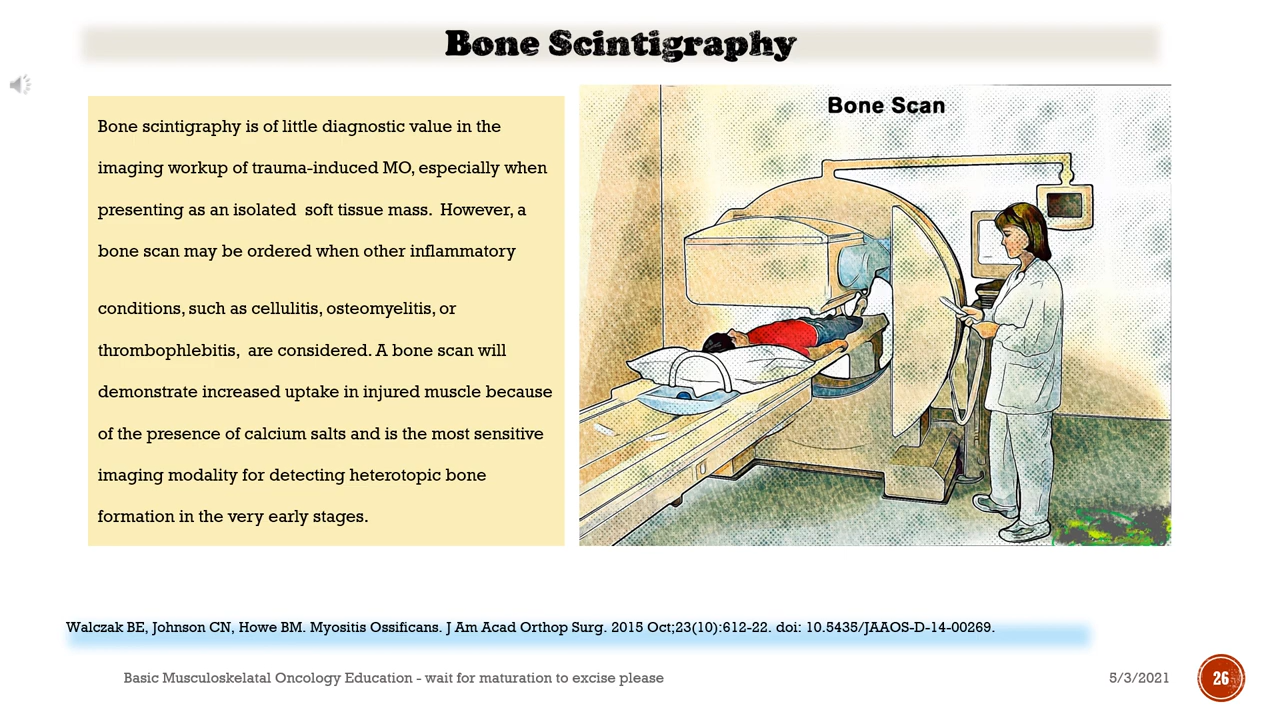 Bone Scintigraphy
Bone scintigraphy is of little diagnostic value in the
imaging workup of trauma-induced MO, especially when
presenting as an isolated soft tissue mass. However, a
bone scan may be ordered when other inflammatory
conditions, such as cellulitis, osteomyelitis, or
thrombophlebitis, are considered. A bone scan will
demonstrate increased uptake in injured muscle because
of the presence of calcium salts and is the most sensitive
imaging modality for detecting heterotopic bone
formation in the very early stages.
Bone Scan
Walczak BE, Johnson CN, Howe BM. Myositis Ossificans. J Am Acad Orthop Surg. 2015 Oct;23(10):612-22. doi: 10.5435/JAAOS-D-14-00269.
Basic Musculoskelatal Oncology Education - wait for maturation to excise please
5/3/2021
26